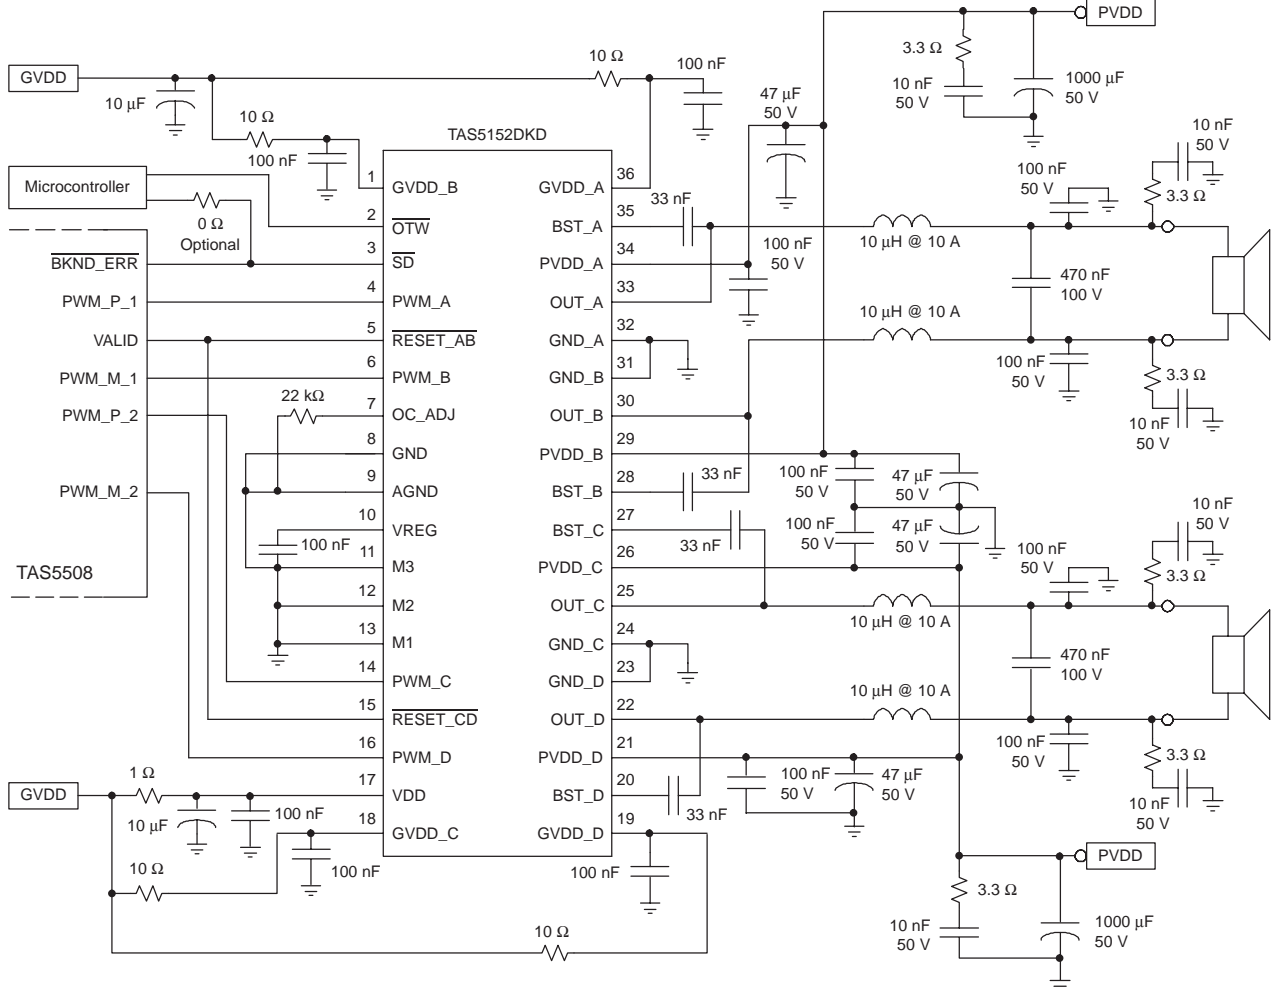 PVDD
3.3 Ω
10 nF
50 V
1000 μF
50 V
GVDD
10 μF
10 Ω
100 nF
10 Ω
100 nF
47 μF
50 V
TAS5152DKD
Microcontroller
0 Ω
Optional
TAS5508
BKND_ERR
PWM_P_1
VALID
PWM_M_1
PWM_P_2
PWM_M_2
22 kΩ
100 nF
1 GVDD_B
2 OTW
3 SD
4 PWM_A
5 RESET_AB
6 PWM_B
7 OC_ADJ
8 GND
9 AGND
10 VREG
11 M3
12 M2
13 M1
14 PWM_C
15 RESET_CD
16 PWM_D
17 VDD
18 GVDD_C
GVDD_A 36
BST_A 35
PVDD_A 34
OUT_A 33
GND_A 32
GND_B 31
OUT_B 30
PVDD_B 29
BST_B 28
BST_C 27
PVDD_C 26
OUT_C 25
GND_C 24
GND_D 23
OUT_D 22
PVDD_D 21
BST_D 20
GVDD_D 19
33 nF
100 nF
50 V
10 μH @ 10 A
10 μH @ 10 A
100 nF
50 V
10 nF
50 V
3.3 Ω
470 nF
100 V
100 nF
50 V
3.3 Ω
10 nF
50 V
33 nF
33 nF
100 nF
50 V
47 μF
50 V
100 nF
50 V
47 μF
50 V
10 μH @ 10 A
10 μH @ 10 A
100 nF
50 V
10 nF
50 V
3.3 Ω
470 nF
100 V
100 nF
50 V
3.3 Ω
10 nF
50 V
33 nF
100 nF
50 V
47 μF
50 V
GVDD
1 Ω
10 μF
100 nF
10 Ω
100 nF
100 nF
10 Ω
PVDD
3.3 Ω
10 nF
50 V
1000 μF
50 V